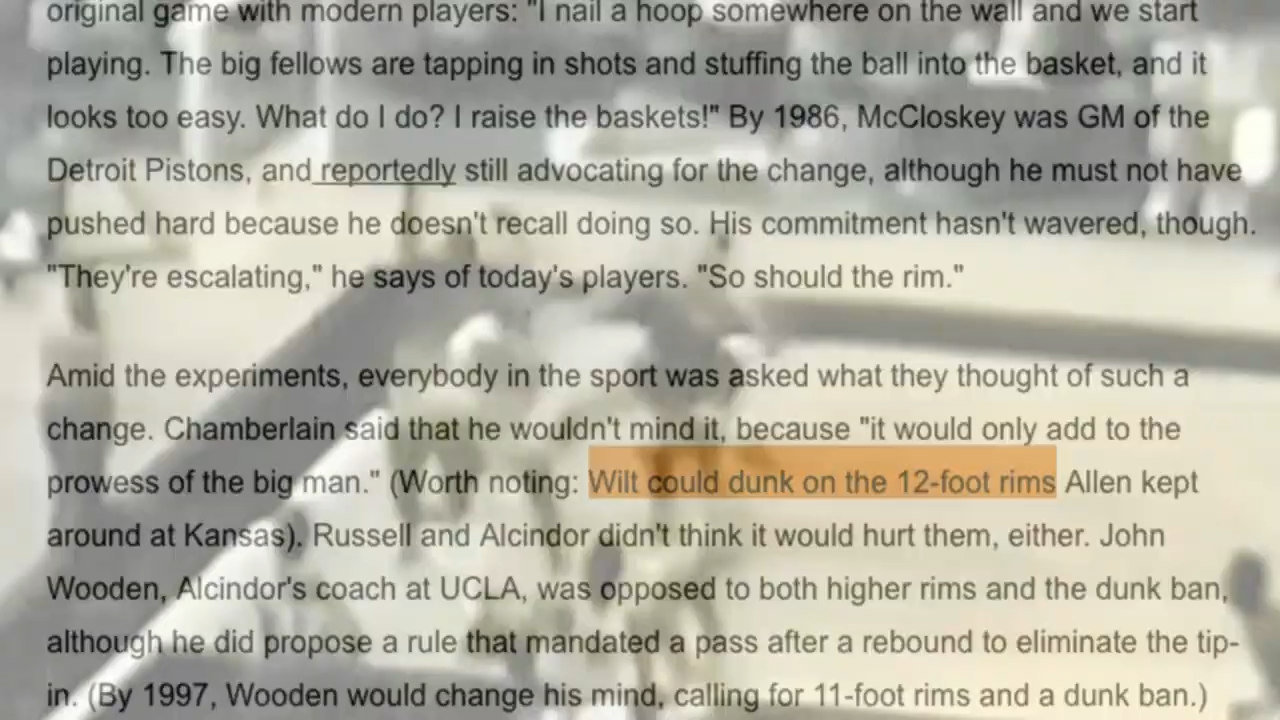 original game with modern players: "I nail a hoop somewhere on the wall and we start
playing. The big fellows are tapping in shots and stuffing the ball into the basket, and it
looks too easy. What do I do? I raise the baskets!" By 1986, McCloskey was GM of the
Detroit Pistons, and reportedly still advocating for the change, although he must not have
pushed hard because he doesn't recall doing so. His commitment hasn't wavered, though.
"They're escalating," he says of today's players. "So should the rim."
Amid the experiments, everybody in the sport was asked what they thought of such a
change. Chamberlain said that he wouldn't mind it, because "it would only add to the
prowess of the big man." (Worth noting: Wilt could dunk on the 12-foot rims Allen kept
around at Kansas). Russell and Alcindor didn't think it would hurt them, either. John
Wooden, Alcindor's coach at UCLA, was opposed to both higher rims and the dunk ban,
although he did propose a rule that mandated a pass after a rebound to eliminate the tip-
in. (By 1997, Wooden would change his mind, calling for 11-foot rims and a dunk ban.)